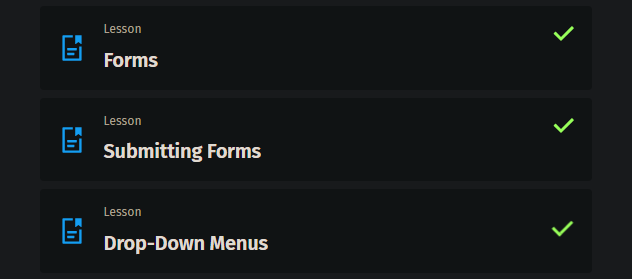 Lesson
Forms
Lesson
Submitting Forms
Lesson
Drop-Down Menus